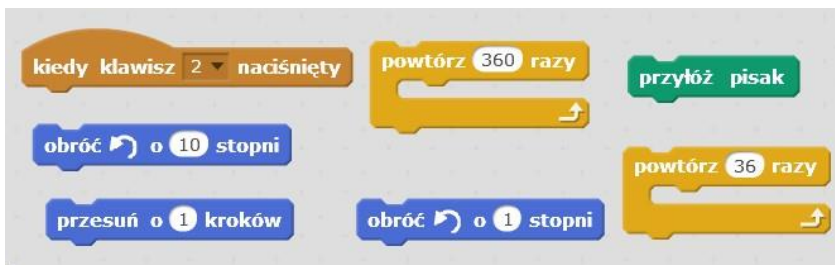 kiedy klawisz 2 naciśnięty
powtórz 360 razy
przyłóż pisak
obróć o 10 stopni
powtórz 36 razy
przesuń o 1 kroków
obróć o 1 stopni